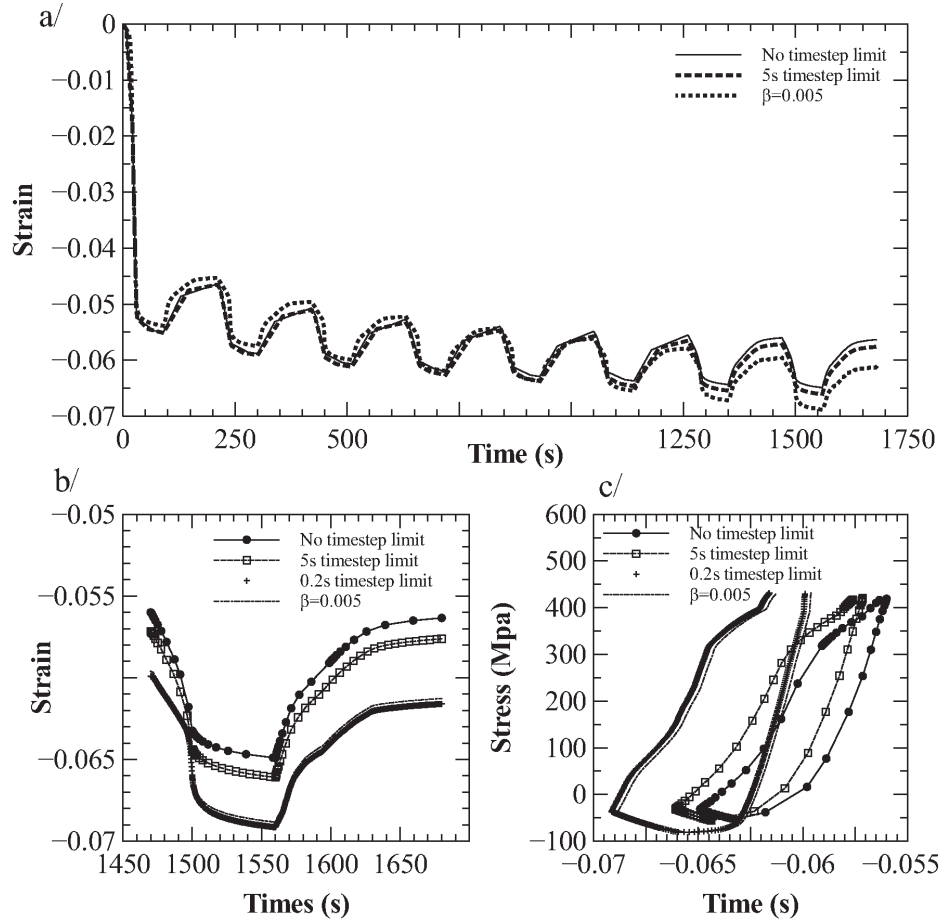 a/
0
−0.01
−0.02
−0.03
−0.04
−0.05
−0.06
−0.07
Strain
No timestep limit
5s timestep limit
β=0.005
0
250
500
1250
1500
1750
Time (s)
b/
−0.05
−0.055
−0.065
−0.07
Strain
No timestep limit
5s timestep limit
0.2s timestep limit
β=0.005
1450
1500
1550
1600
1650
Times (s)
c/
600
500
400
300
200
100
0
−100
Stress (Mpa)
No timestep limit
5s timestep limit
0.2s timestep limit
β=0.005
−0.07
−0.065
−0.06
−0.055
Time (s)